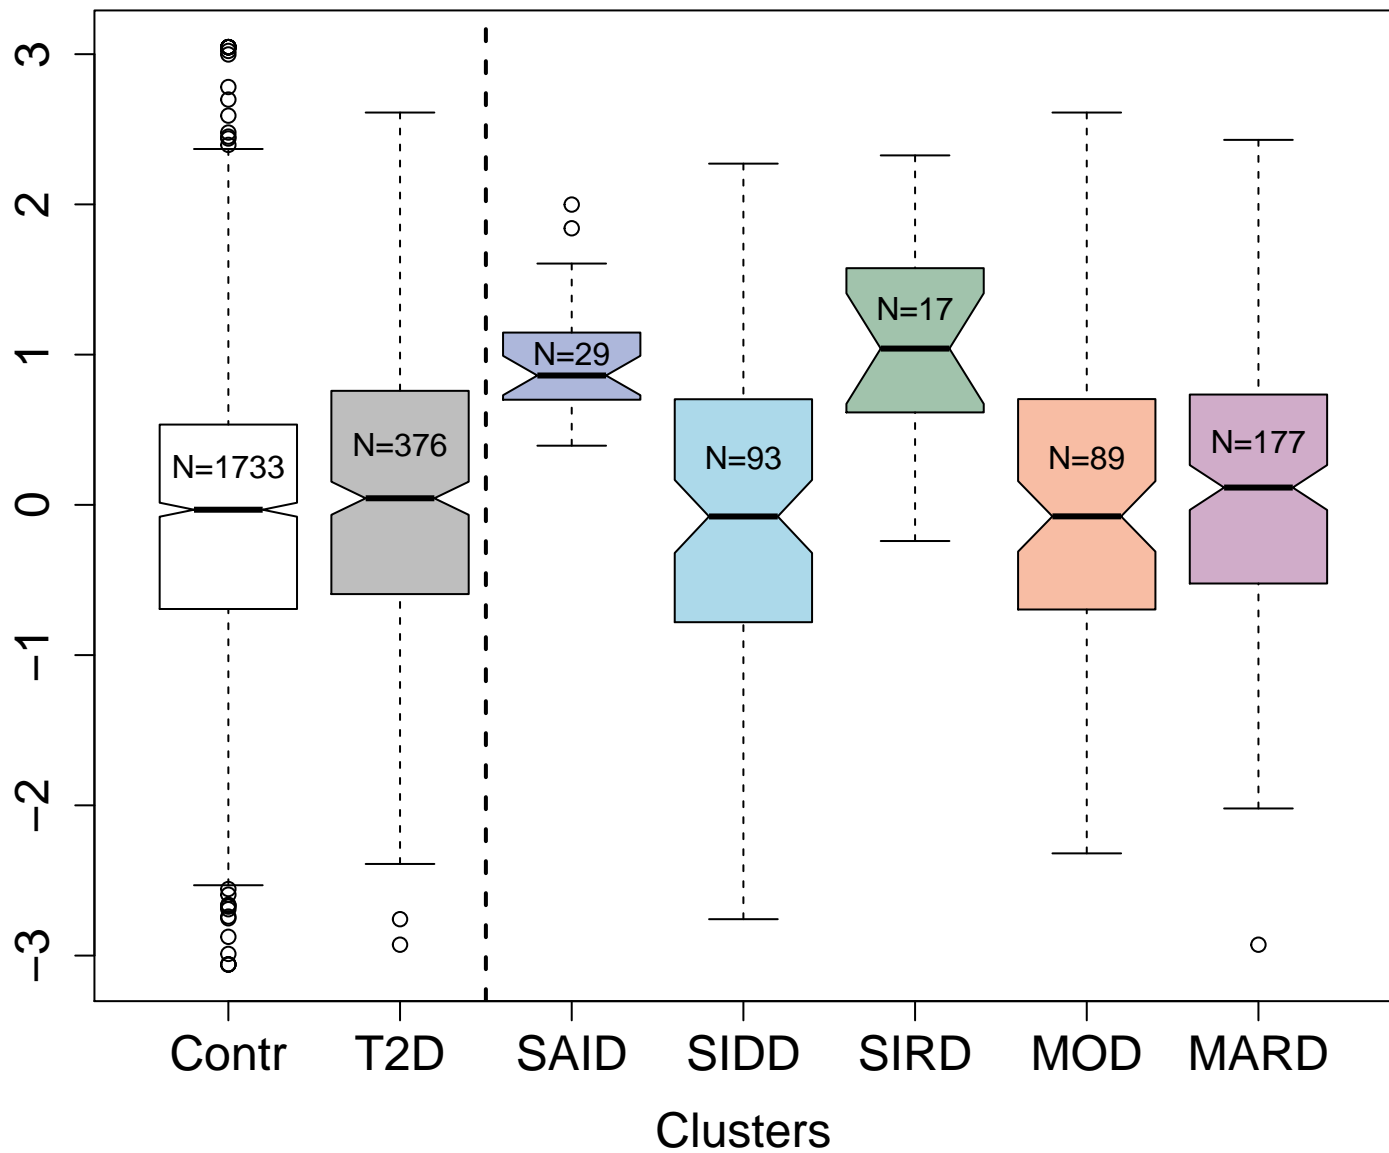 3
2
1
0
−1
−2
−3
N=1733
N=376
N=29
N=93
N=17
N=89
N=177
Contr T2D SAID SIDD SIRD MOD MARD
Clusters